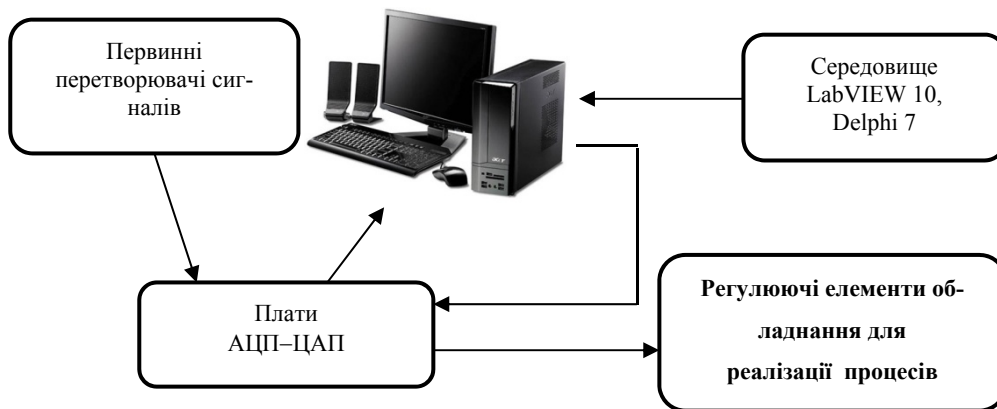 Первинні
перетворювачі сиг-
налів
Середовище
LabVIEW 10,
Delphi 7
acer
Плати
АЦП–ЦАП
Регулюючі елементи об-
ладнання для
реалізації процесів